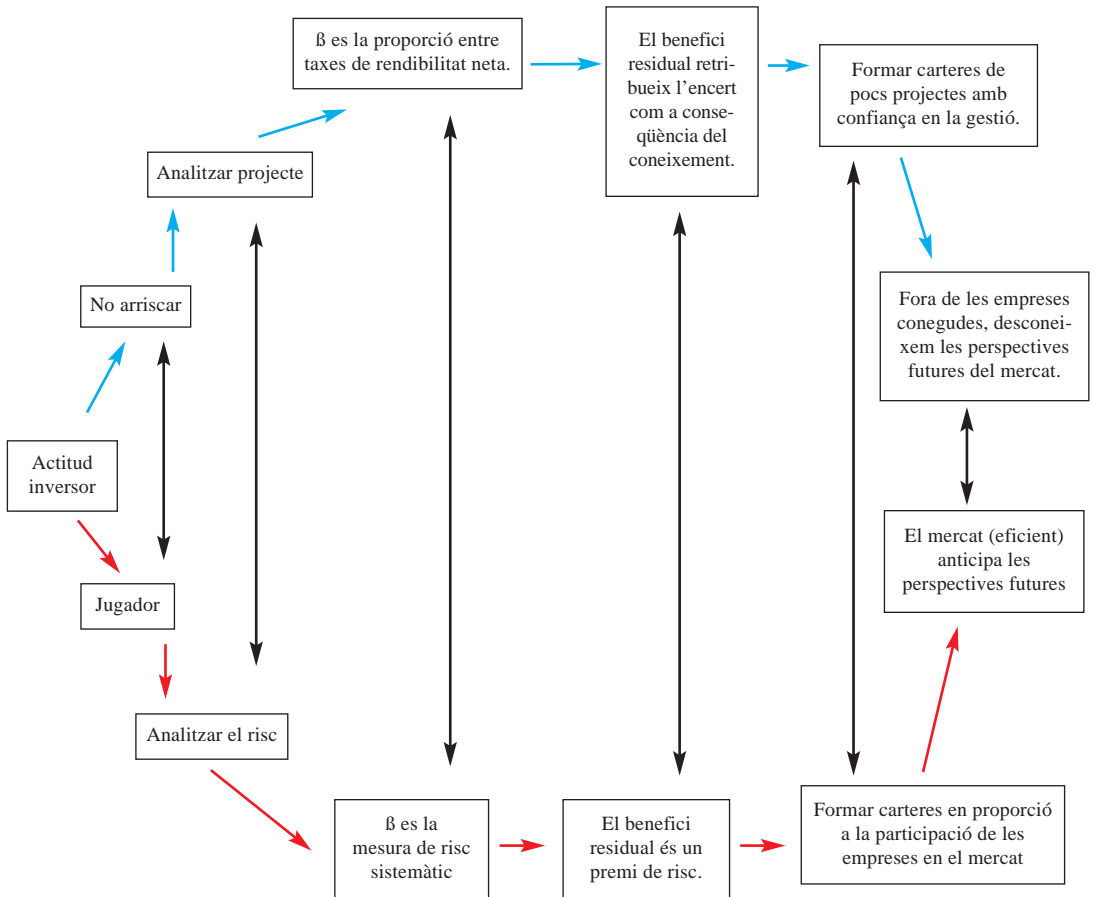 ß es la proporció entre
taxes de rendibilitat neta.
El benefici
residual retri-
bueix l’encert
com a conse-
qüència del
coneixement.
Formar carteres de
pocs projectes amb
confiança en la gestió.
Analitzar projecte
No arriscar
Fora de les empreses
conegudes, desconei-
xem les perspectives
futures del mercat.
Actitud
inversor
El mercat (eficient)
anticipa les
perspectives futures
Jugador
Analitzar el risc
ß es la
mesura de risc
sistemàtic
El benefici
residual és un
premi de risc.
Formar carteres en proporció
a la participació de les
empreses en el mercat